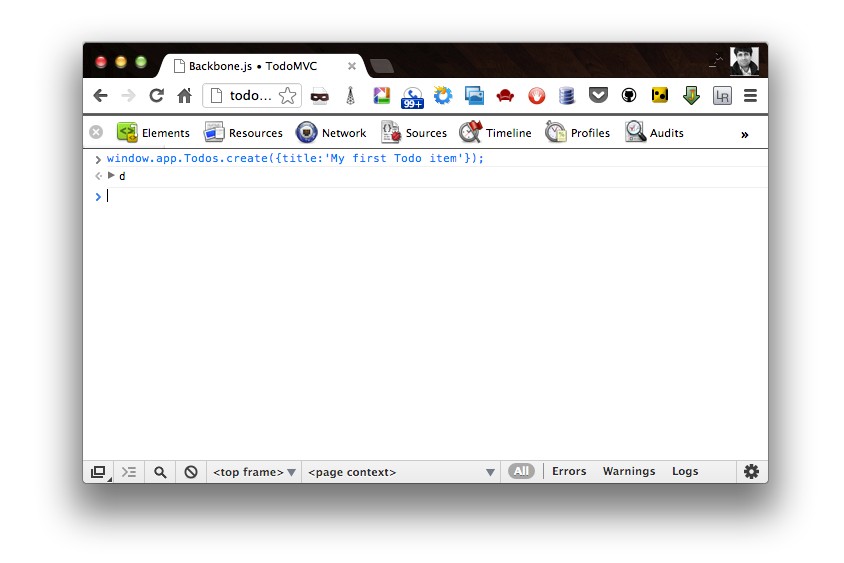 Backbone.js • TodoMVC
todo...
99+
LR
Elements Resources Network Sources Timeline Profiles Audits »
> window.app.Todos.create({title:'My first Todo item'});
d
>
<top frame> <page context> All Errors Warnings Logs